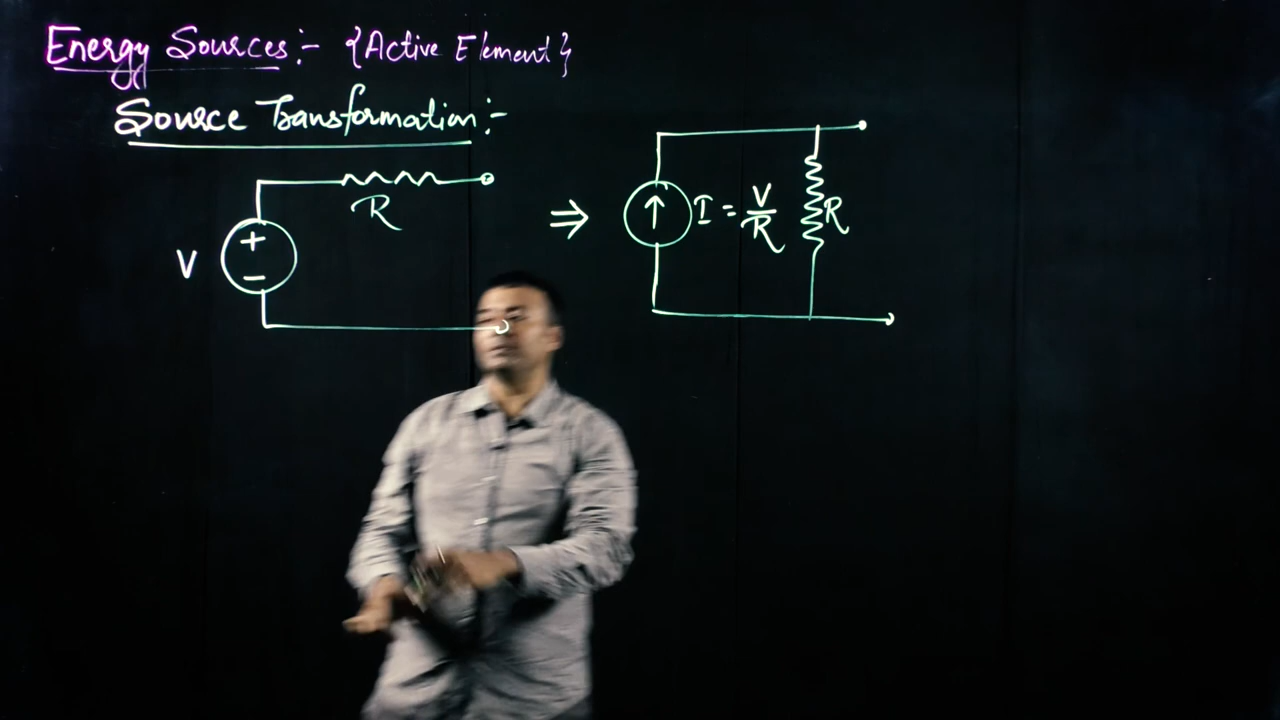 Energy Sources:- {Active Element}
Source Transformation:-
R
V
+
-
I = V/R
R